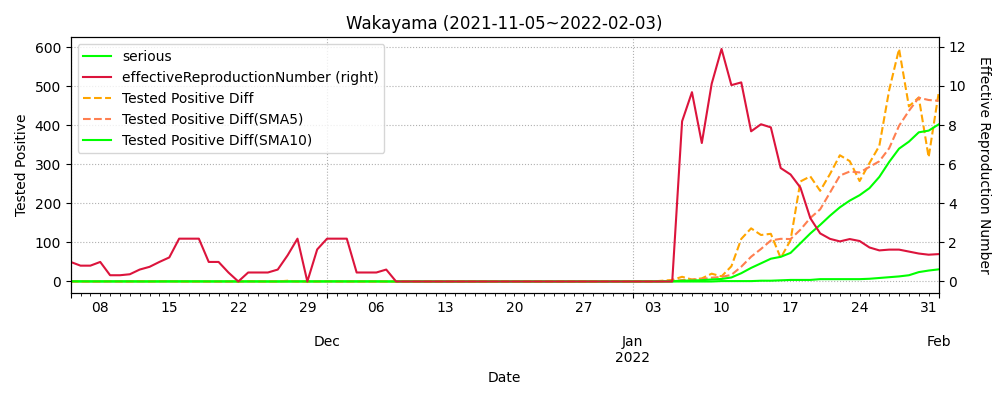 Wakayama (2021-11-05~2022-02-03)
serious
effectiveReproductionNumber (right)
Tested Positive Diff
Tested Positive Diff(SMA5)
Tested Positive Diff(SMA10)
Tested Positive
600
500
400
300
200
100
0
12
10
8
6
4
2
0
Effective Reproduction Number
08 15 22 29 06 13 20 27 03 10 17 24 31
Dec Jan Feb
2022
Date